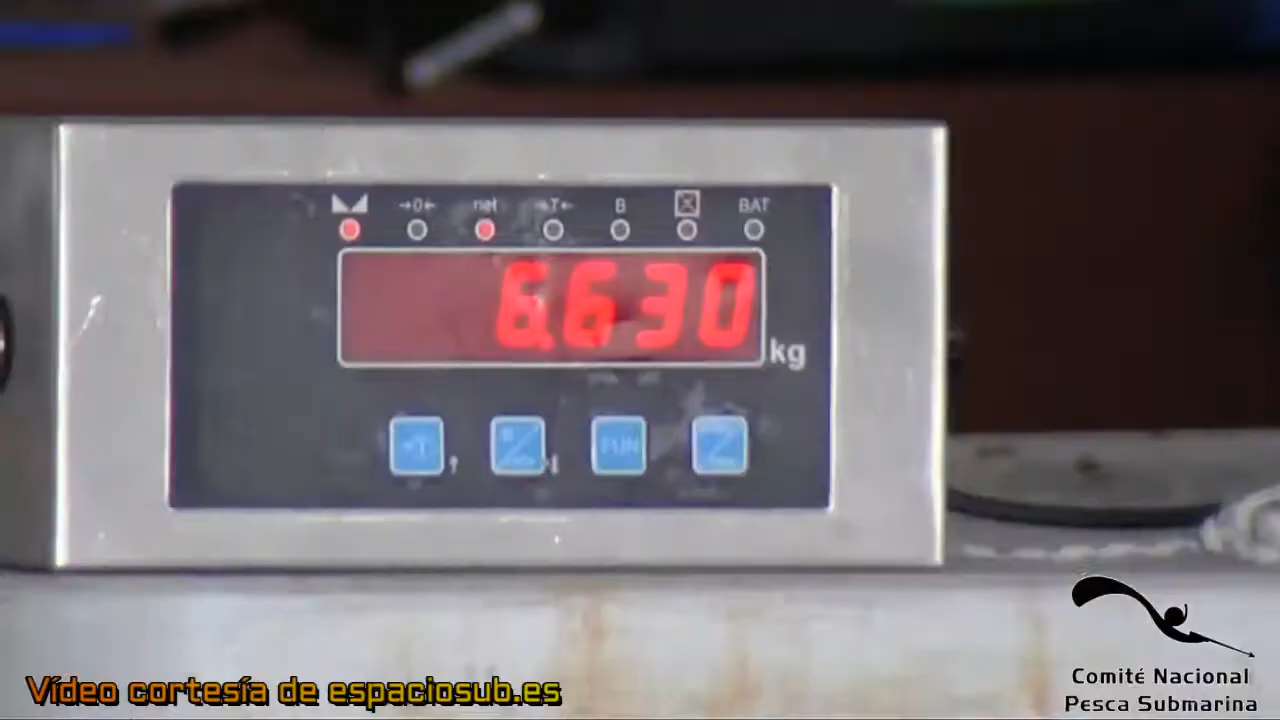 →0← net →T← B BAT
6.630
kg
→T FUN
Vídeo cortesía de espaciosub.es
Comité Nacional
Pesca Submarina